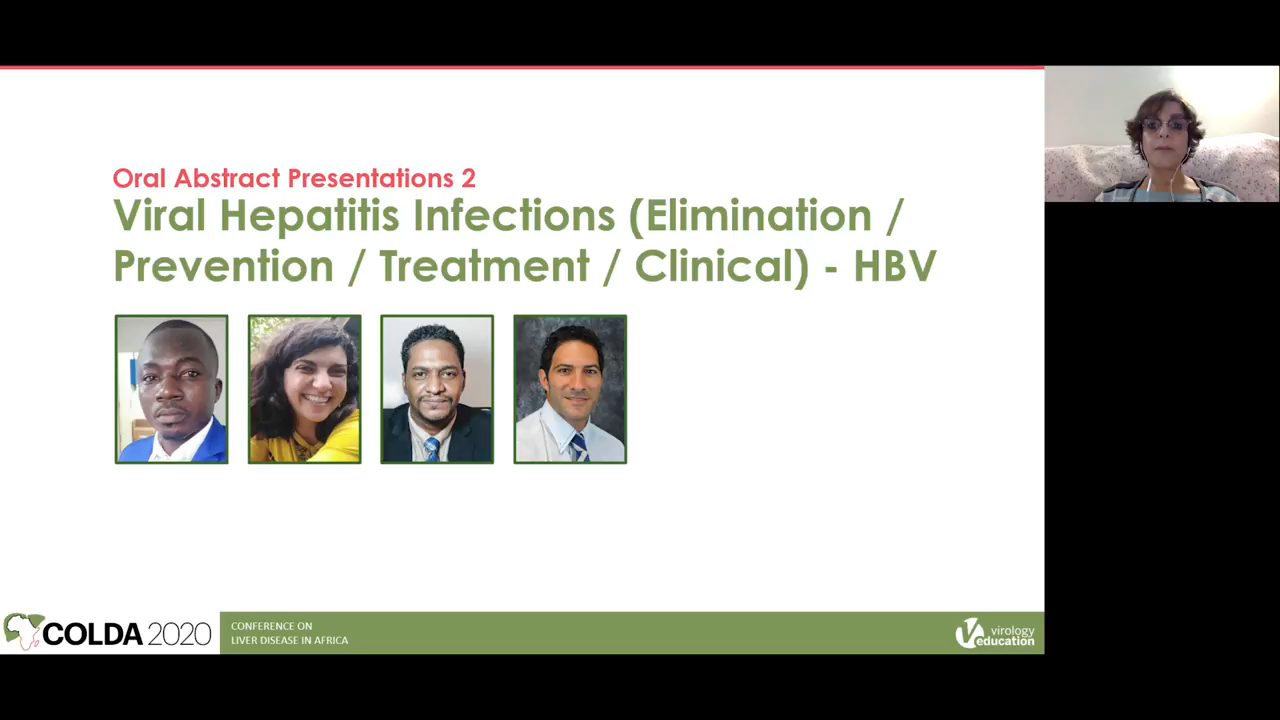 Oral Abstract Presentations 2
Viral Hepatitis Infections (Elimination /
Prevention / Treatment / Clinical) - HBV
COLDA 2020
CONFERENCE ON
LIVER DISEASE IN AFRICA
virology
education